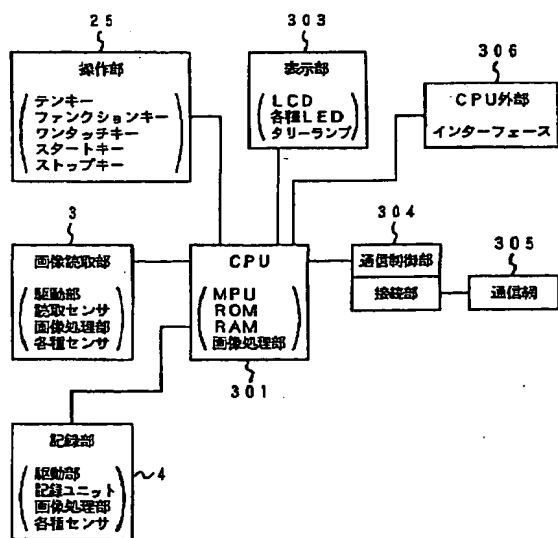 25
操作部
テンキー
ファンクションキー
ワンタッチキー
スタートキー
ストップキー
303
表示部
LCD
各種LED
タリーランプ
306
CPU外部
インターフェース
3
画像読取部
駆動部
読取センサ
画像処理部
各種センサ
CPU
MPU
ROM
RAM
画像処理部
301
304
通信制御部
接続部
305
通信網
記録部
駆動部
記録ユニット
画像処理部
各種センサ
4